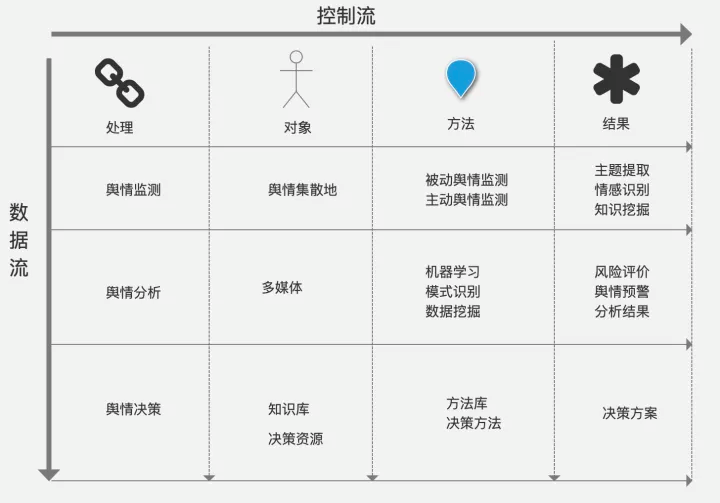 控制流
处理
对象
方法
结果
数据流
舆情监测
舆情集散地
被动舆情监测
主动舆情监测
主题提取
情感识别
知识挖掘
舆情分析
多媒体
机器学习
模式识别
数据挖掘
风险评价
舆情预警
分析结果
舆情决策
知识库
决策资源
方法库
决策方法
决策方案